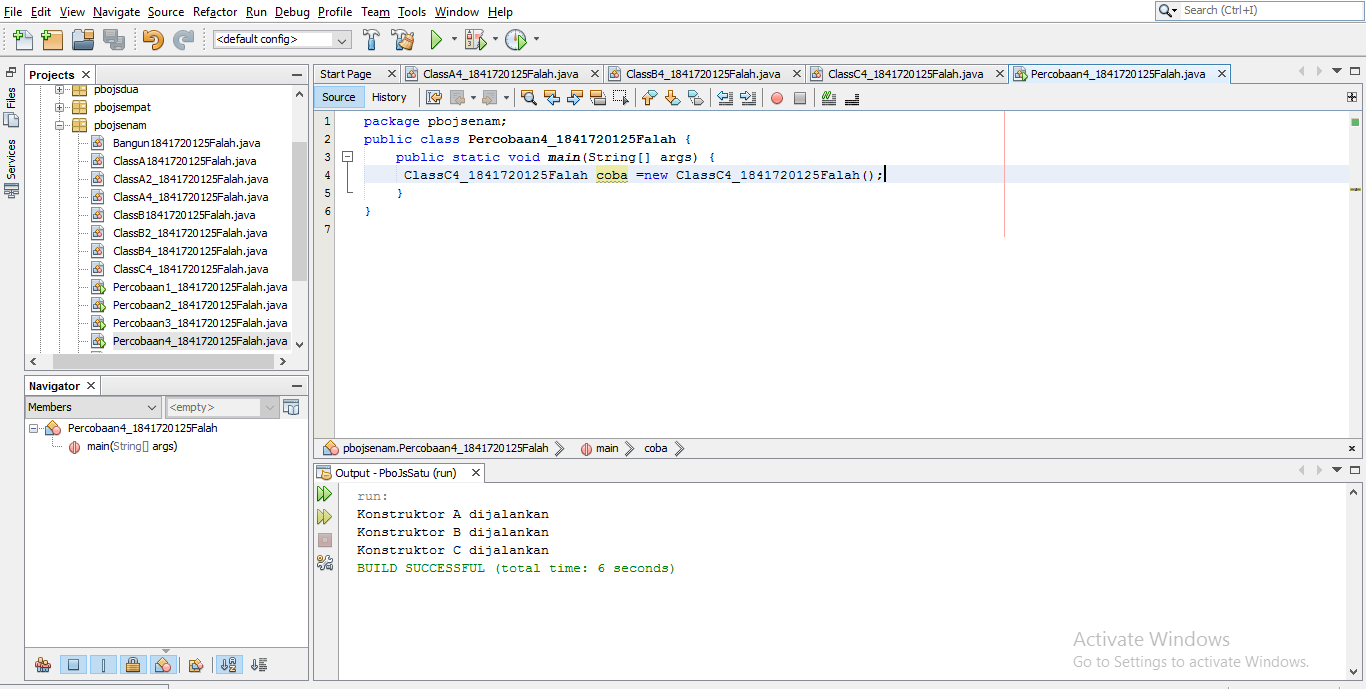 File Edit View Navigate Source Refactor Run Debug Profile Team Tools Window Help
Search (Ctrl+I)
<default config>
Projects
Files
Services
pbojsdua
pbojsempat
pbojsenam
Bangun1841720125Falah.java
ClassA1841720125Falah.java
ClassA2_1841720125Falah.java
ClassA4_1841720125Falah.java
ClassB1841720125Falah.java
ClassB2_1841720125Falah.java
ClassB4_1841720125Falah.java
ClassC4_1841720125Falah.java
Percobaan1_1841720125Falah.java
Percobaan2_1841720125Falah.java
Percobaan3_1841720125Falah.java
Percobaan4_1841720125Falah.java
Navigator
Members
<empty>
Percobaan4_1841720125Falah
main(String[] args)
Start Page ClassA4_1841720125Falah.java ClassB4_1841720125Falah.java ClassC4_1841720125Falah.java Percobaan4_1841720125Falah.java
Source History
1 package pbojsenam;
2 public class Percobaan4_1841720125Falah {
3 public static void main(String[] args) {
4 ClassC4_1841720125Falah coba =new ClassC4_1841720125Falah();
5 }
6 }
7
pbojsenam.Percobaan4_1841720125Falah main coba
Output - PboJsSatu (run)
run:
Konstruktor A dijalankan
Konstruktor B dijalankan
Konstruktor C dijalankan
BUILD SUCCESSFUL (total time: 6 seconds)
Activate Windows
Go to Settings to activate Windows.